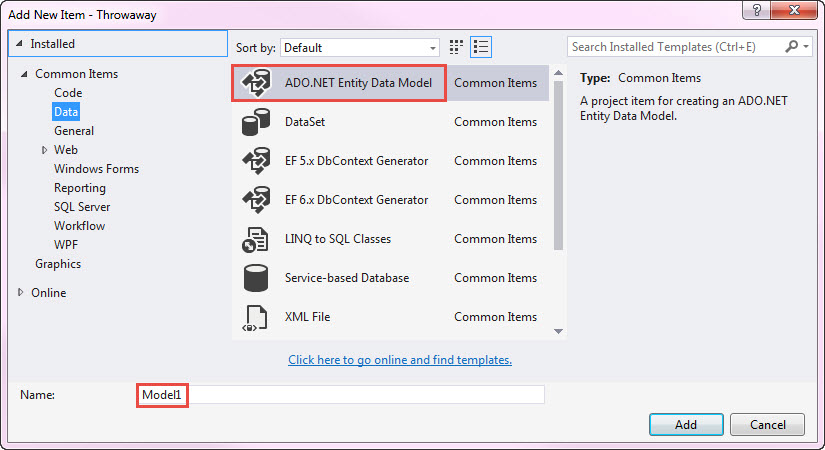 Add New Item - Throwaway
Installed
Sort by: Default
Search Installed Templates (Ctrl+E)
Common Items
Code
Data
General
Web
Windows Forms
Reporting
SQL Server
Workflow
WPF
Graphics
Online
ADO.NET Entity Data Model Common Items
DataSet Common Items
EF 5.x DbContext Generator Common Items
EF 6.x DbContext Generator Common Items
LINQ to SQL Classes Common Items
Service-based Database Common Items
XML File Common Items
Click here to go online and find templates.
Type: Common Items
A project item for creating an ADO.NET
Entity Data Model.
Name: Model1
Add Cancel